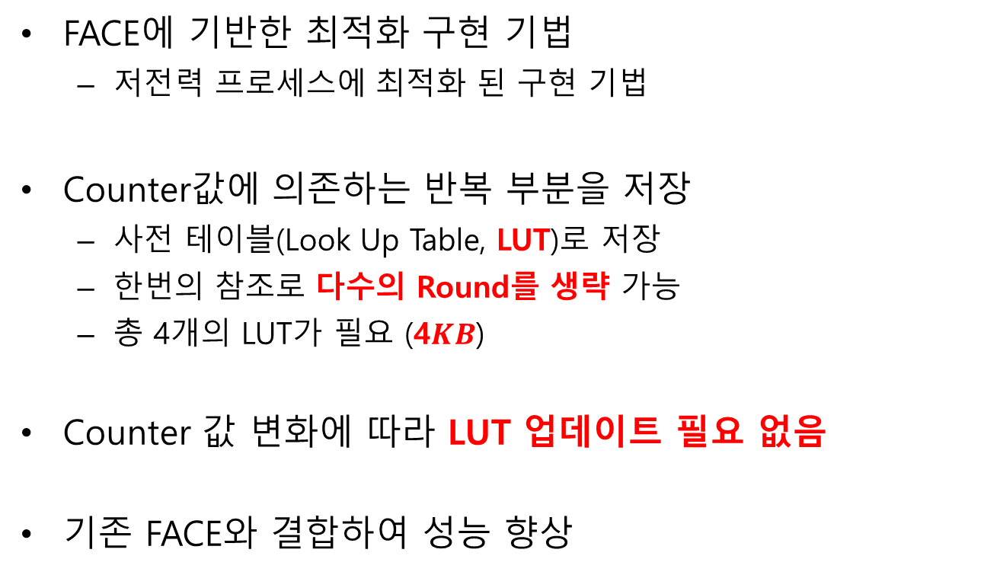 • FACE에 기반한 최적화 구현 기법
– 저전력 프로세스에 최적화 된 구현 기법
• Counter값에 의존하는 반복 부분을 저장
– 사전 테이블(Look Up Table, LUT)로 저장
– 한번의 참조로 다수의 Round를 생략 가능
– 총 4개의 LUT가 필요 (4KB)
• Counter 값 변화에 따라 LUT 업데이트 필요 없음
• 기존 FACE와 결합하여 성능 향상